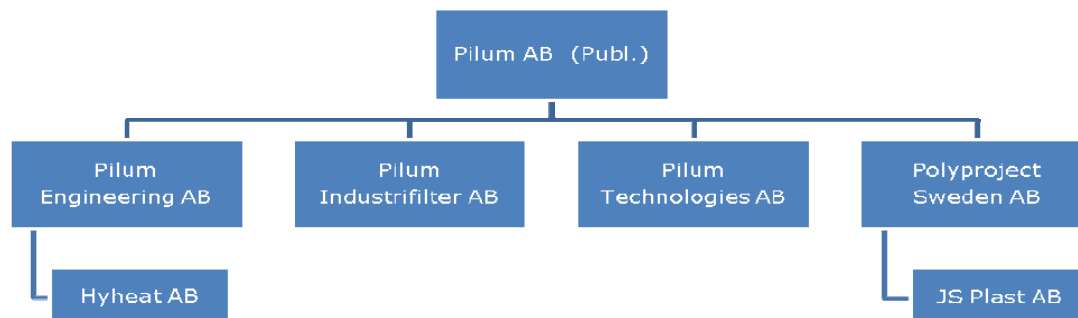 Pilum AB (Publ.)
Pilum
Engineering AB
Pilum
Industrifilter AB
Pilum
Technologies AB
Polyproject
Sweden AB
Hyheat AB
JS Plast AB